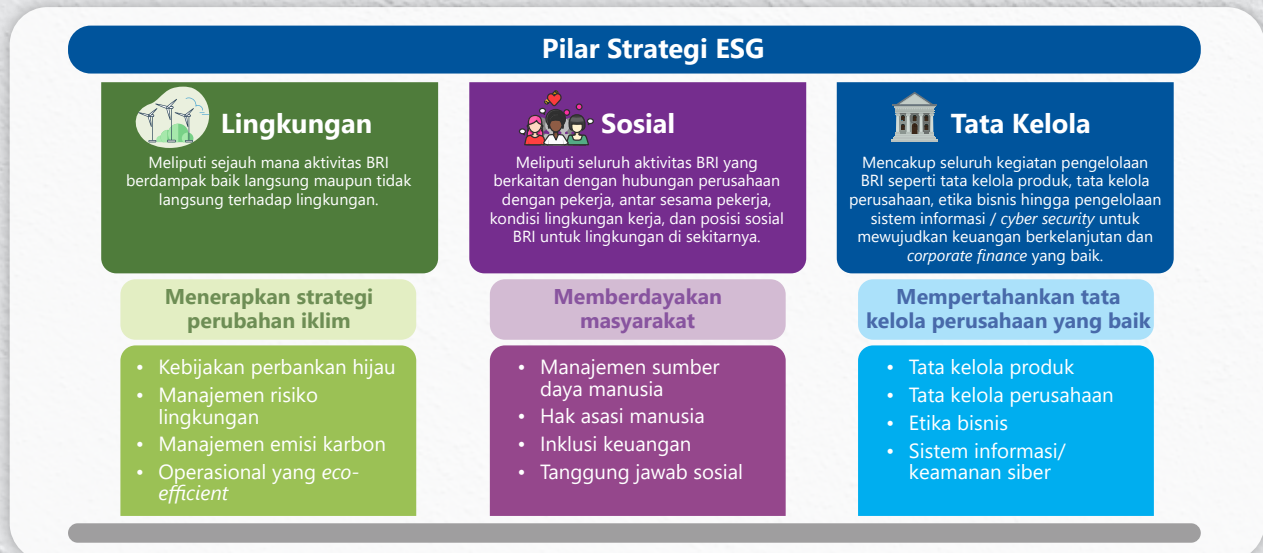 Pilar Strategi ESG
Lingkungan
Meliputi sejauh mana aktivitas BRI
berdampak baik langsung maupun tidak
langsung terhadap lingkungan.
Menerapkan strategi
perubahan iklim
• Kebijakan perbankan hijau
• Manajemen risiko
lingkungan
• Manajemen emisi karbon
• Operasional yang eco-
efficient
Sosial
Meliputi seluruh aktivitas BRI yang
berkaitan dengan hubungan perusahaan
dengan pekerja, antar sesama pekerja,
kondisi lingkungan kerja, dan posisi sosial
BRI untuk lingkungan di sekitarnya.
Memberdayakan
masyarakat
• Manajemen sumber
daya manusia
• Hak asasi manusia
• Inklusi keuangan
• Tanggung jawab sosial
Tata Kelola
Mencakup seluruh kegiatan pengelolaan
BRI seperti tata kelola produk, tata kelola
perusahaan, etika bisnis hingga pengelolaan
sistem informasi / cyber security untuk
mewujudkan keuangan berkelanjutan dan
corporate finance yang baik.
Mempertahankan tata
kelola perusahaan yang baik
• Tata kelola produk
• Tata kelola perusahaan
• Etika bisnis
• Sistem informasi/
keamanan siber